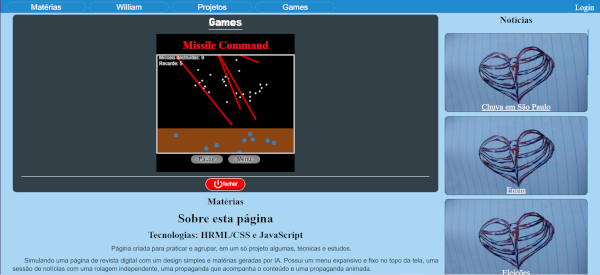 Matérias William Projetos Games Login
Games
Missile Command
Misseis destruídos: 0
Recorde: 5
Pause Menu
fechar
Matérias
Sobre esta página
Tecnologias: HRML/CSS e JavaScript
Página criada para praticar e agrupar, em um só projeto algumas, técnicas e estudos.
Simulando uma página de revista digital com um design simples e matérias geradas por IA. Possui um menu expansivo e fixo no topo da tela, uma
sessão de notícias com uma rolagem independente, uma propaganda que acompanha o conteúdo e uma propaganda animada.
Notícias
Chuva em São Paulo
Enem
Eleições